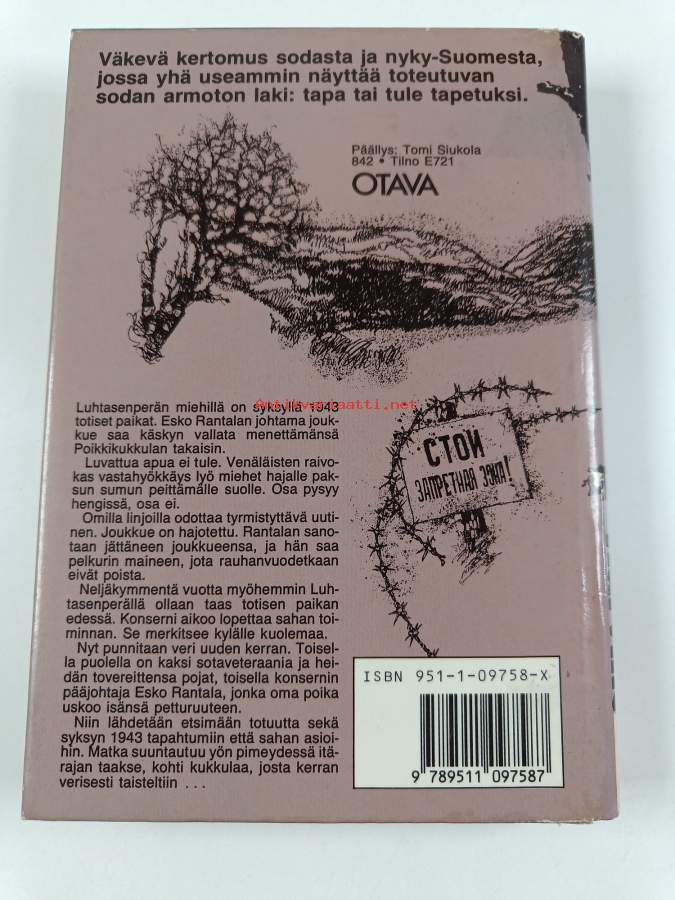 Väkevä kertomus sodasta ja nyky-Suomesta,
jossa yhä useammin näyttää toteutuvan
sodan armoton laki: tapa tai tule tapetuksi.
Päällys: Tomi Siukola
842 • Tilno E721
OTAVA
Luhtasenperän miehillä on syksyllä 1943
totiset paikat. Esko Rantalan johtama jouk-
kue saa käskyn vallata menettämänsä
Poikkikukkulan takaisin.
Luvattua apua ei tule. Venäläisten raivo-
kas vastahyökkäys lyö miehet hajalle pak-
sun sumun peittämälle suolle. Osa pysyy
hengissä, osa ei.
Omilla linjoilla odottaa tyrmistyttävä uuti-
nen. Joukkue on hajotettu. Rantalan sano-
taan jättäneen joukkueensa, ja hän saa
pelkurin maineen, jota rauhanvuodetkaan
eivät poista.
Neljäkymmentä vuotta myöhemmin Luh-
tasenperällä ollaan taas totisen paikan
edessä. Konserni aikoo lopettaa sahan toi-
minnan. Se merkitsee kylälle kuolemaa.
Nyt punnitaan veri uuden kerran. Toisel-
la puolella on kaksi sotaveteraania ja hei-
dän tovereittensa pojat, toisella konsernin
pääjohtaja Esko Rantala, jonka oma poika
uskoo isänsä petturuuteen.
Niin lähdetään etsimään totuutta sekä
syksyn 1943 tapahtumiin että sahan asioi-
hin. Matka suuntautuu yön pimeydessä itä-
rajan taakse, kohti kukkulaa, josta kerran
verisesti taisteltiin . . .
Antikvariaatti.net
СТОЙ
ЗАПРЕТНАЯ ЗОНА!
ISBN 951-1-09758-X
9 789511 097587